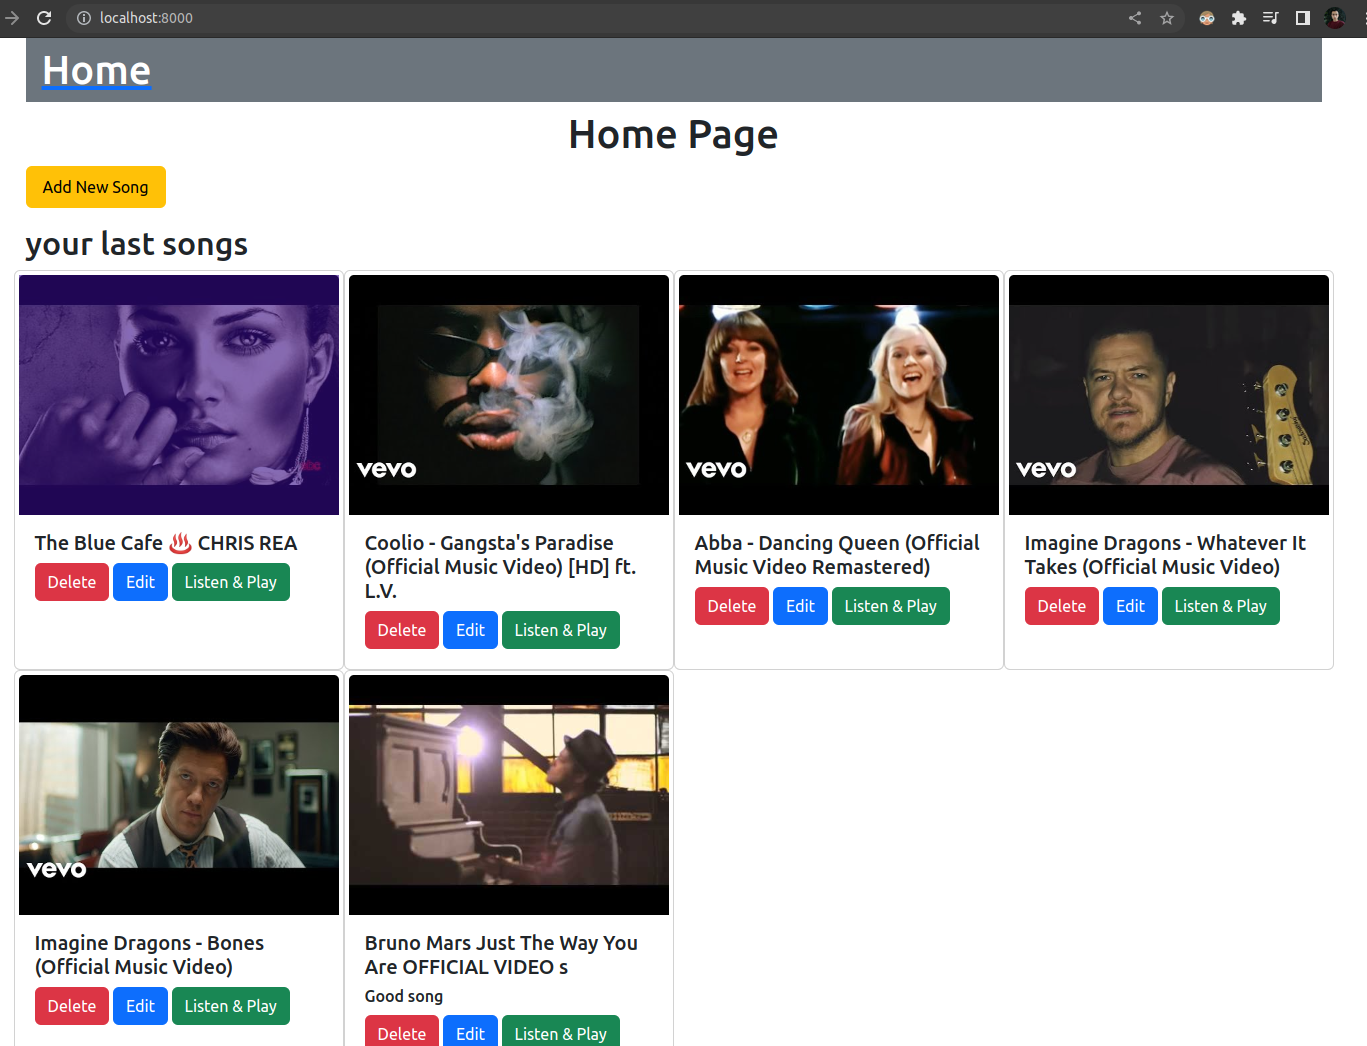 localhost:8000
Home
Home Page
Add New Song
your last songs
vevo
vevo
vevo
The Blue Cafe ♨ CHRIS REA
Delete Edit Listen & Play
Coolio - Gangsta's Paradise
(Official Music Video) [HD] ft.
L.V.
Delete Edit Listen & Play
Abba - Dancing Queen (Official
Music Video Remastered)
Delete Edit Listen & Play
Imagine Dragons - Whatever It
Takes (Official Music Video)
Delete Edit Listen & Play
vevo
Imagine Dragons - Bones
(Official Music Video)
Delete Edit Listen & Play
Bruno Mars Just The Way You
Are OFFICIAL VIDEO s
Good song
Delete Edit Listen & Play